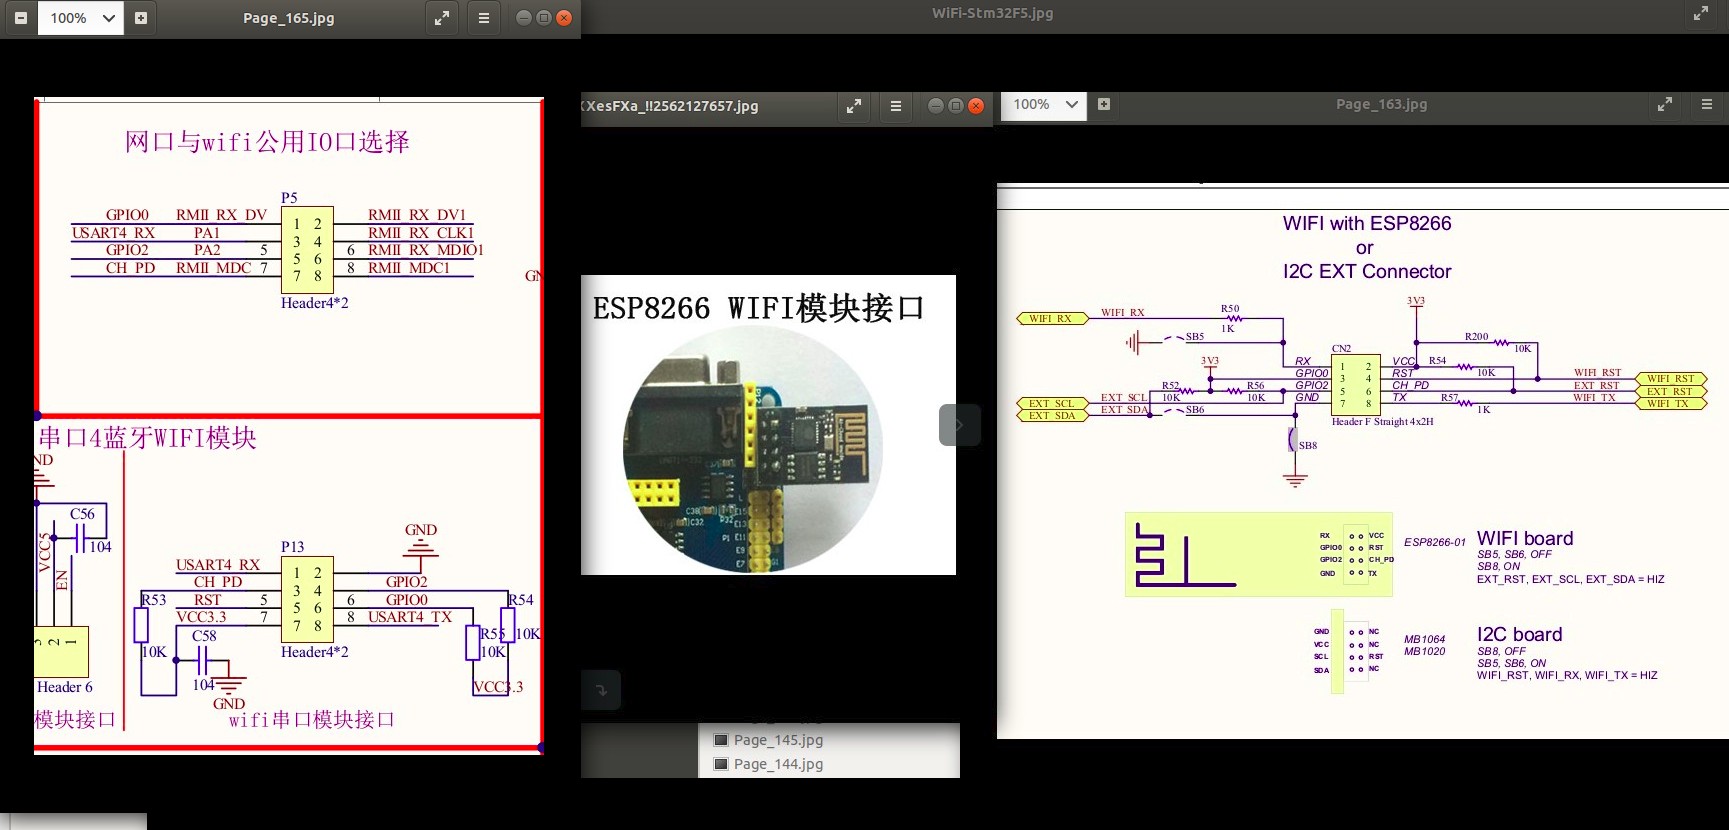 100%
Page_165.jpg
WiFi-Stm32F5.jpg
网口与wifi公用IO口选择
P5
GPIO0 RMII_RX_DV 1 2 RMII_RX_DV1
USART4_RX PA1 3 4 RMII_RX_CLK1
GPIO2 PA2 5 5 6 6 RMII_RX_MDIO1
CH_PD RMII_MDC 7 7 8 8 RMII_MDC1
Header4*2
串口4蓝牙WIFI模块
C56
104
VCC5
EN
2
1
Header 6
模块接口
P13
GND
USART4_RX 1 2
CH_PD 3 4 GPIO2
RST 5 5 6 6 GPIO0
VCC3.3 7 7 8 8 USART4_TX
Header4*2
R53
10K
C58
104
GND
R55
10K
R54
10K
VCC3.3
wifi串口模块接口
XesFXa_!!2562127657.jpg
ESP8266 WIFI模块接口
C38
C32
P32
P1
E7
Page_145.jpg
Page_144.jpg
100%
Page_163.jpg
WIFI with ESP8266
or
I2C EXT Connector
3V3
WIFI_RX WIFI_RX R50
1K
SB5
R200
10K
3V3
CN2
RX 1 2 VCC R54
10K
GPIO0 3 4 RST WIFI_RST WIFI_RST
R52
10K
R56
10K
GPIO2 5 6 CH_PD EXT_RST EXT_RST
EXT_SCL EXT_SCL GND 7 8 TX R57
1K
WIFI_TX WIFI_TX
EXT_SDA EXT_SDA SB6
Header F Straight 4x2H
SB8
RX VCC
GPIO0 RST
GPIO2 CH_PD
GND TX
ESP8266-01
WIFI board
SB5, SB6, OFF
SB8, ON
EXT_RST, EXT_SCL, EXT_SDA = HIZ
GND NC
VCC NC
SCL RST
SDA NC
MB1064
MB1020
I2C board
SB8, OFF
SB5, SB6, ON
WIFI_RST, WIFI_RX, WIFI_TX = HIZ